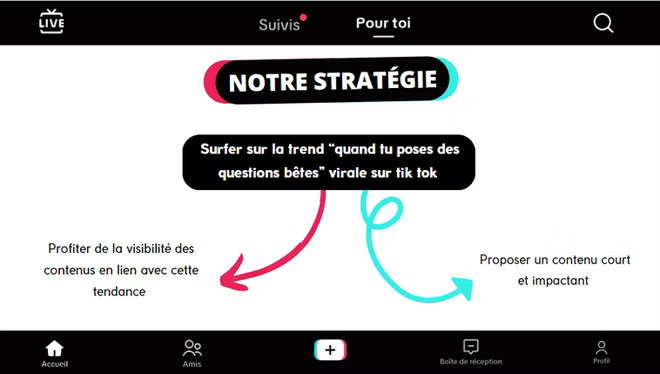 LIVE
Suivis
Pour toi
NOTRE STRATÉGIE
Surfer sur la trend “quand tu poses des
questions bêtes” virale sur tik tok
Profiter de la visibilité des
contenus en lien avec cette
tendance
Proposer un contenu court
et impactant
Accueil
Amis
Boîte de réception
Profil